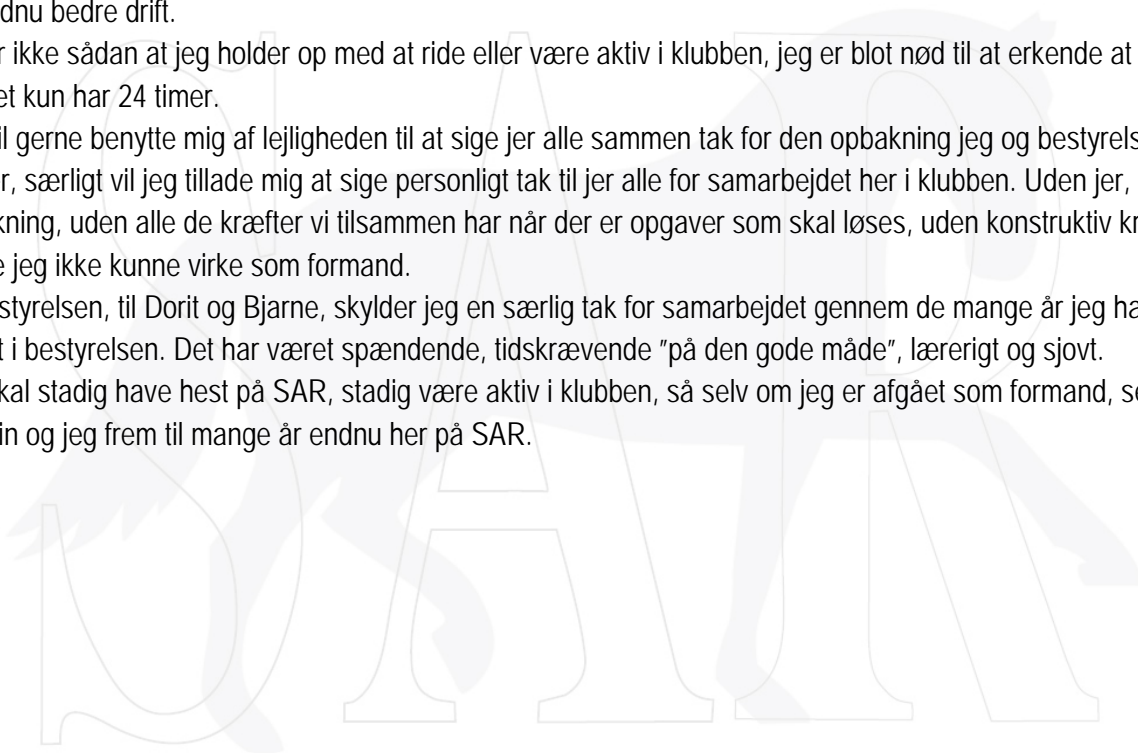 dnu bedre drift.
r ikke sådan at jeg holder op med at ride eller være aktiv i klubben, jeg er blot nød til at erkende at
et kun har 24 timer.
il gerne benytte mig af lejligheden til at sige jer alle sammen tak for den opbakning jeg og bestyrels
r, særligt vil jeg tillade mig at sige personligt tak til jer alle for samarbejdet her i klubben. Uden jer,
kning, uden alle de kræfter vi tilsammen har når der er opgaver som skal løses, uden konstruktiv kr
e jeg ikke kunne virke som formand.
styrelsen, til Dorit og Bjarne, skylder jeg en særlig tak for samarbejdet gennem de mange år jeg ha
t i bestyrelsen. Det har været spændende, tidskrævende ”på den gode måde”, lærerigt og sjovt.
kal stadig have hest på SAR, stadig være aktiv i klubben, så selv om jeg er afgået som formand, se
in og jeg frem til mange år endnu her på SAR.
SAR